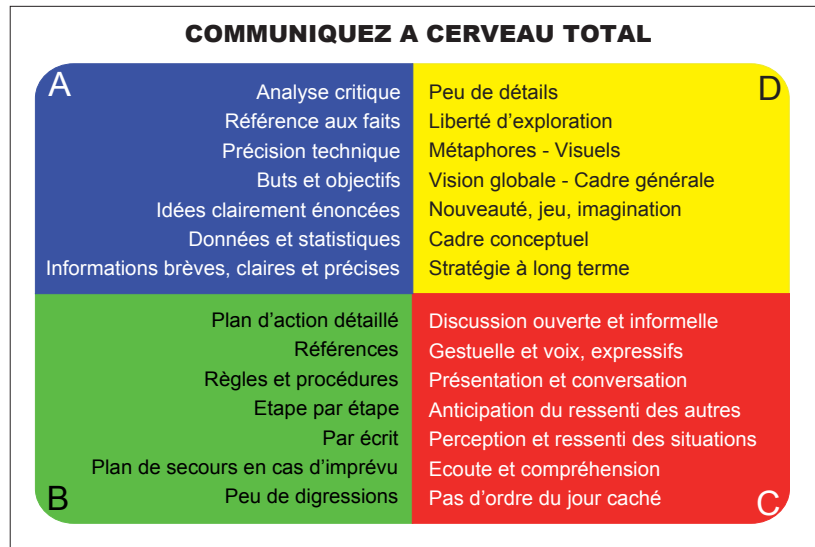 COMMUNIQUEZ A CERVEAU TOTAL
A
Analyse critique
Référence aux faits
Précision technique
Buts et objectifs
Idées clairement énoncées
Données et statistiques
Informations brèves, claires et précises
D
Peu de détails
Liberté d'exploration
Métaphores - Visuels
Vision globale - Cadre générale
Nouveauté, jeu, imagination
Cadre conceptuel
Stratégie à long terme
Plan d'action détaillé
Références
Règles et procédures
Etape par étape
Par écrit
Plan de secours en cas d'imprévu
Peu de digressions
B
Discussion ouverte et informelle
Gestuelle et voix, expressifs
Présentation et conversation
Anticipation du ressenti des autres
Perception et ressenti des situations
Ecoute et compréhension
Pas d'ordre du jour caché
C